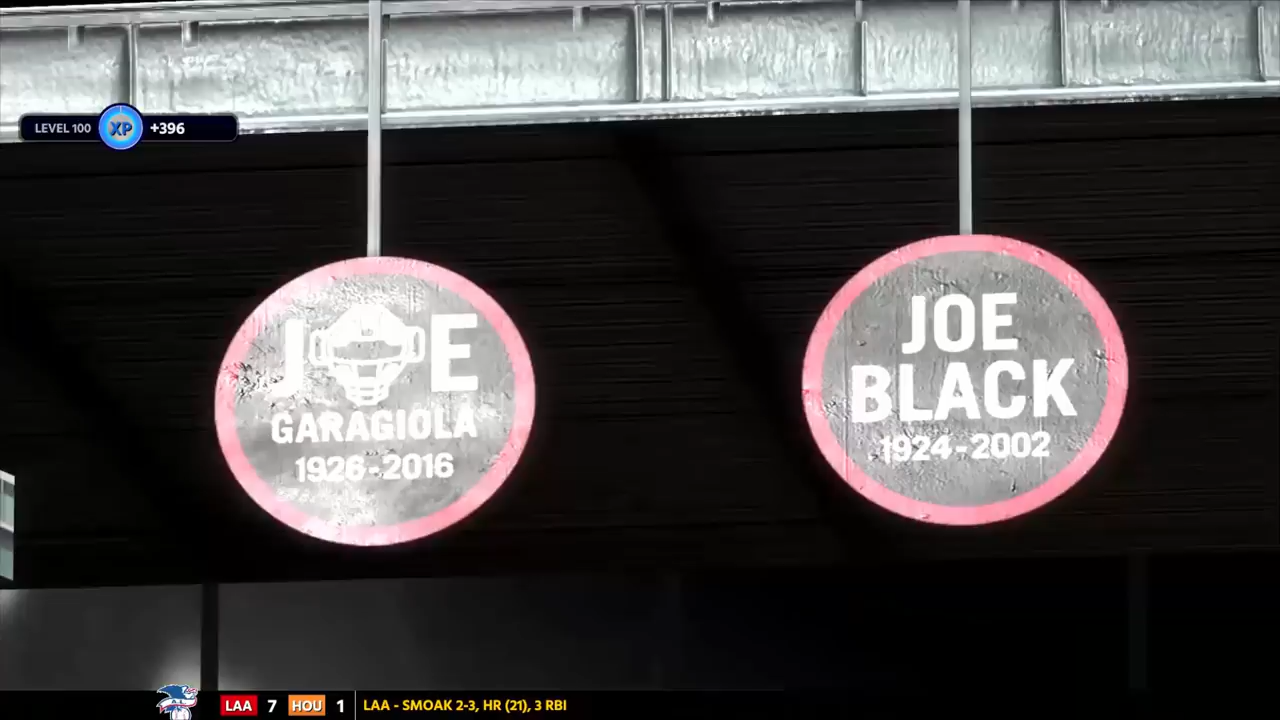 LEVEL 100 XP +396
JOE
GARAGIOLA
1926-2016
JOE
BLACK
1924-2002
LAA 7 HOU 1 LAA - SMOAK 2-3, HR (21), 3 RBI